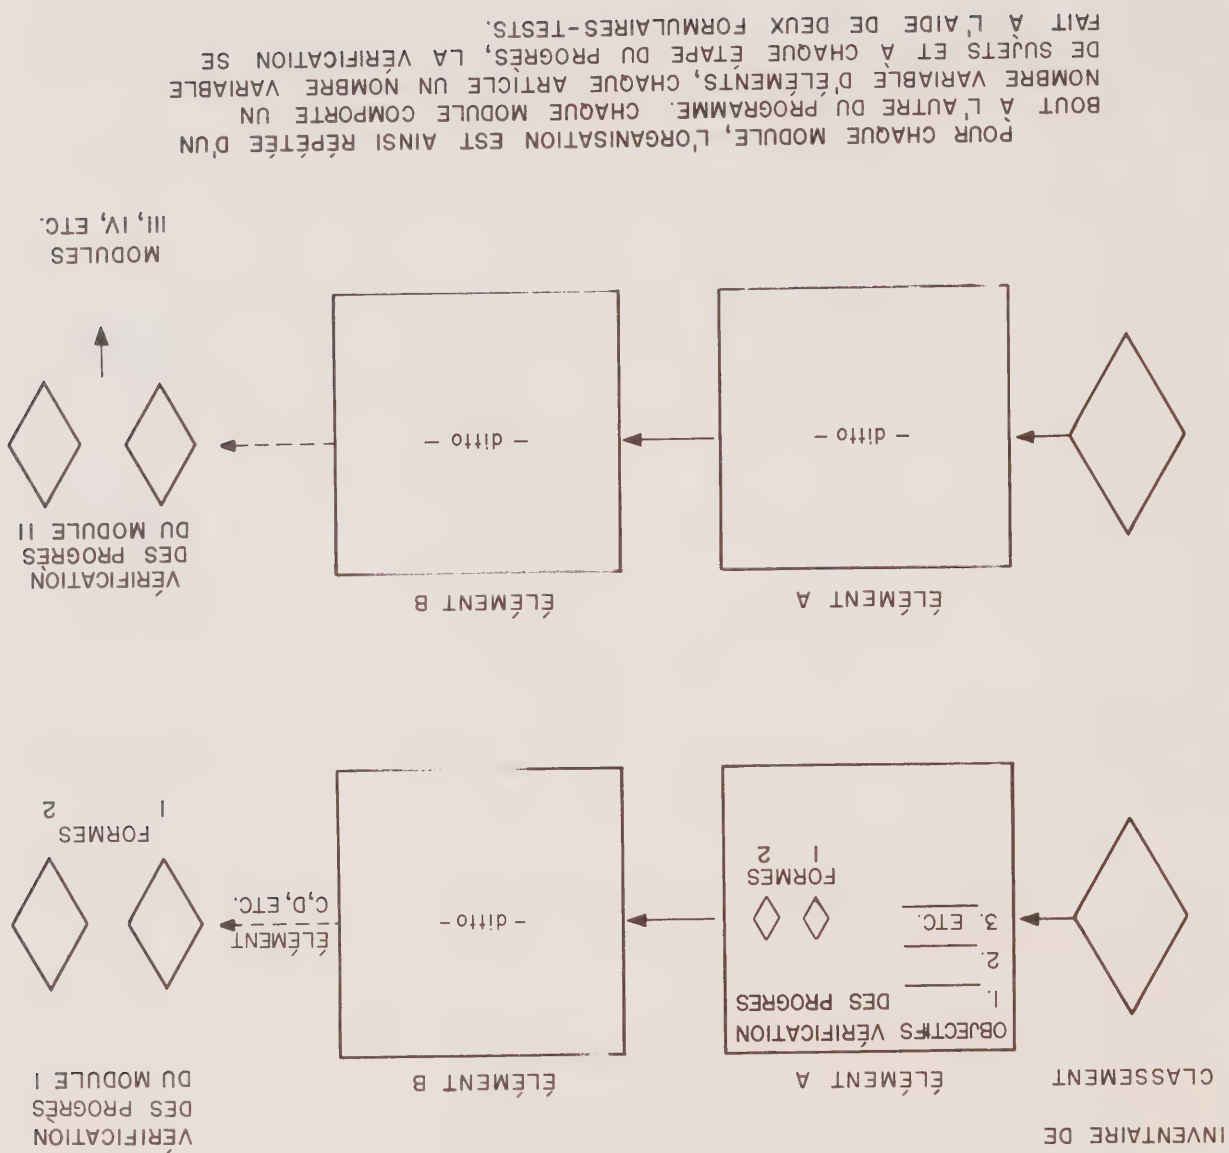 INVENTAIRE DE
CLASSEMENT
ÉLÉMENT A
ÉLÉMENT B
VÉRIFICATION
DES PROGRÈS
DU MODULE I
OBJECTIFS VÉRIFICATION
1. DES PROGRÈS
2.
3. ETC.
FORMES
1 2
- ditto -
ÉLÉMENT
C,D, ETC.
FORMES
1 2
ÉLÉMENT A
ÉLÉMENT B
VÉRIFICATION
DES PROGRÈS
DU MODULE II
- ditto -
- ditto -
MODULES
III, IV, ETC.
POUR CHAQUE MODULE, L'ORGANISATION EST AINSI RÉPÉTÉE D'UN
BOUT À L'AUTRE DU PROGRAMME. CHAQUE MODULE COMPORTE UN
NOMBRE VARIABLE D'ÉLÉMENTS, CHAQUE ARTICLE UN NOMBRE VARIABLE
DE SUJETS ET À CHAQUE ÉTAPE DU PROGRÈS, LA VÉRIFICATION SE
FAIT À L'AIDE DE DEUX FORMULAIRES-TESTS.